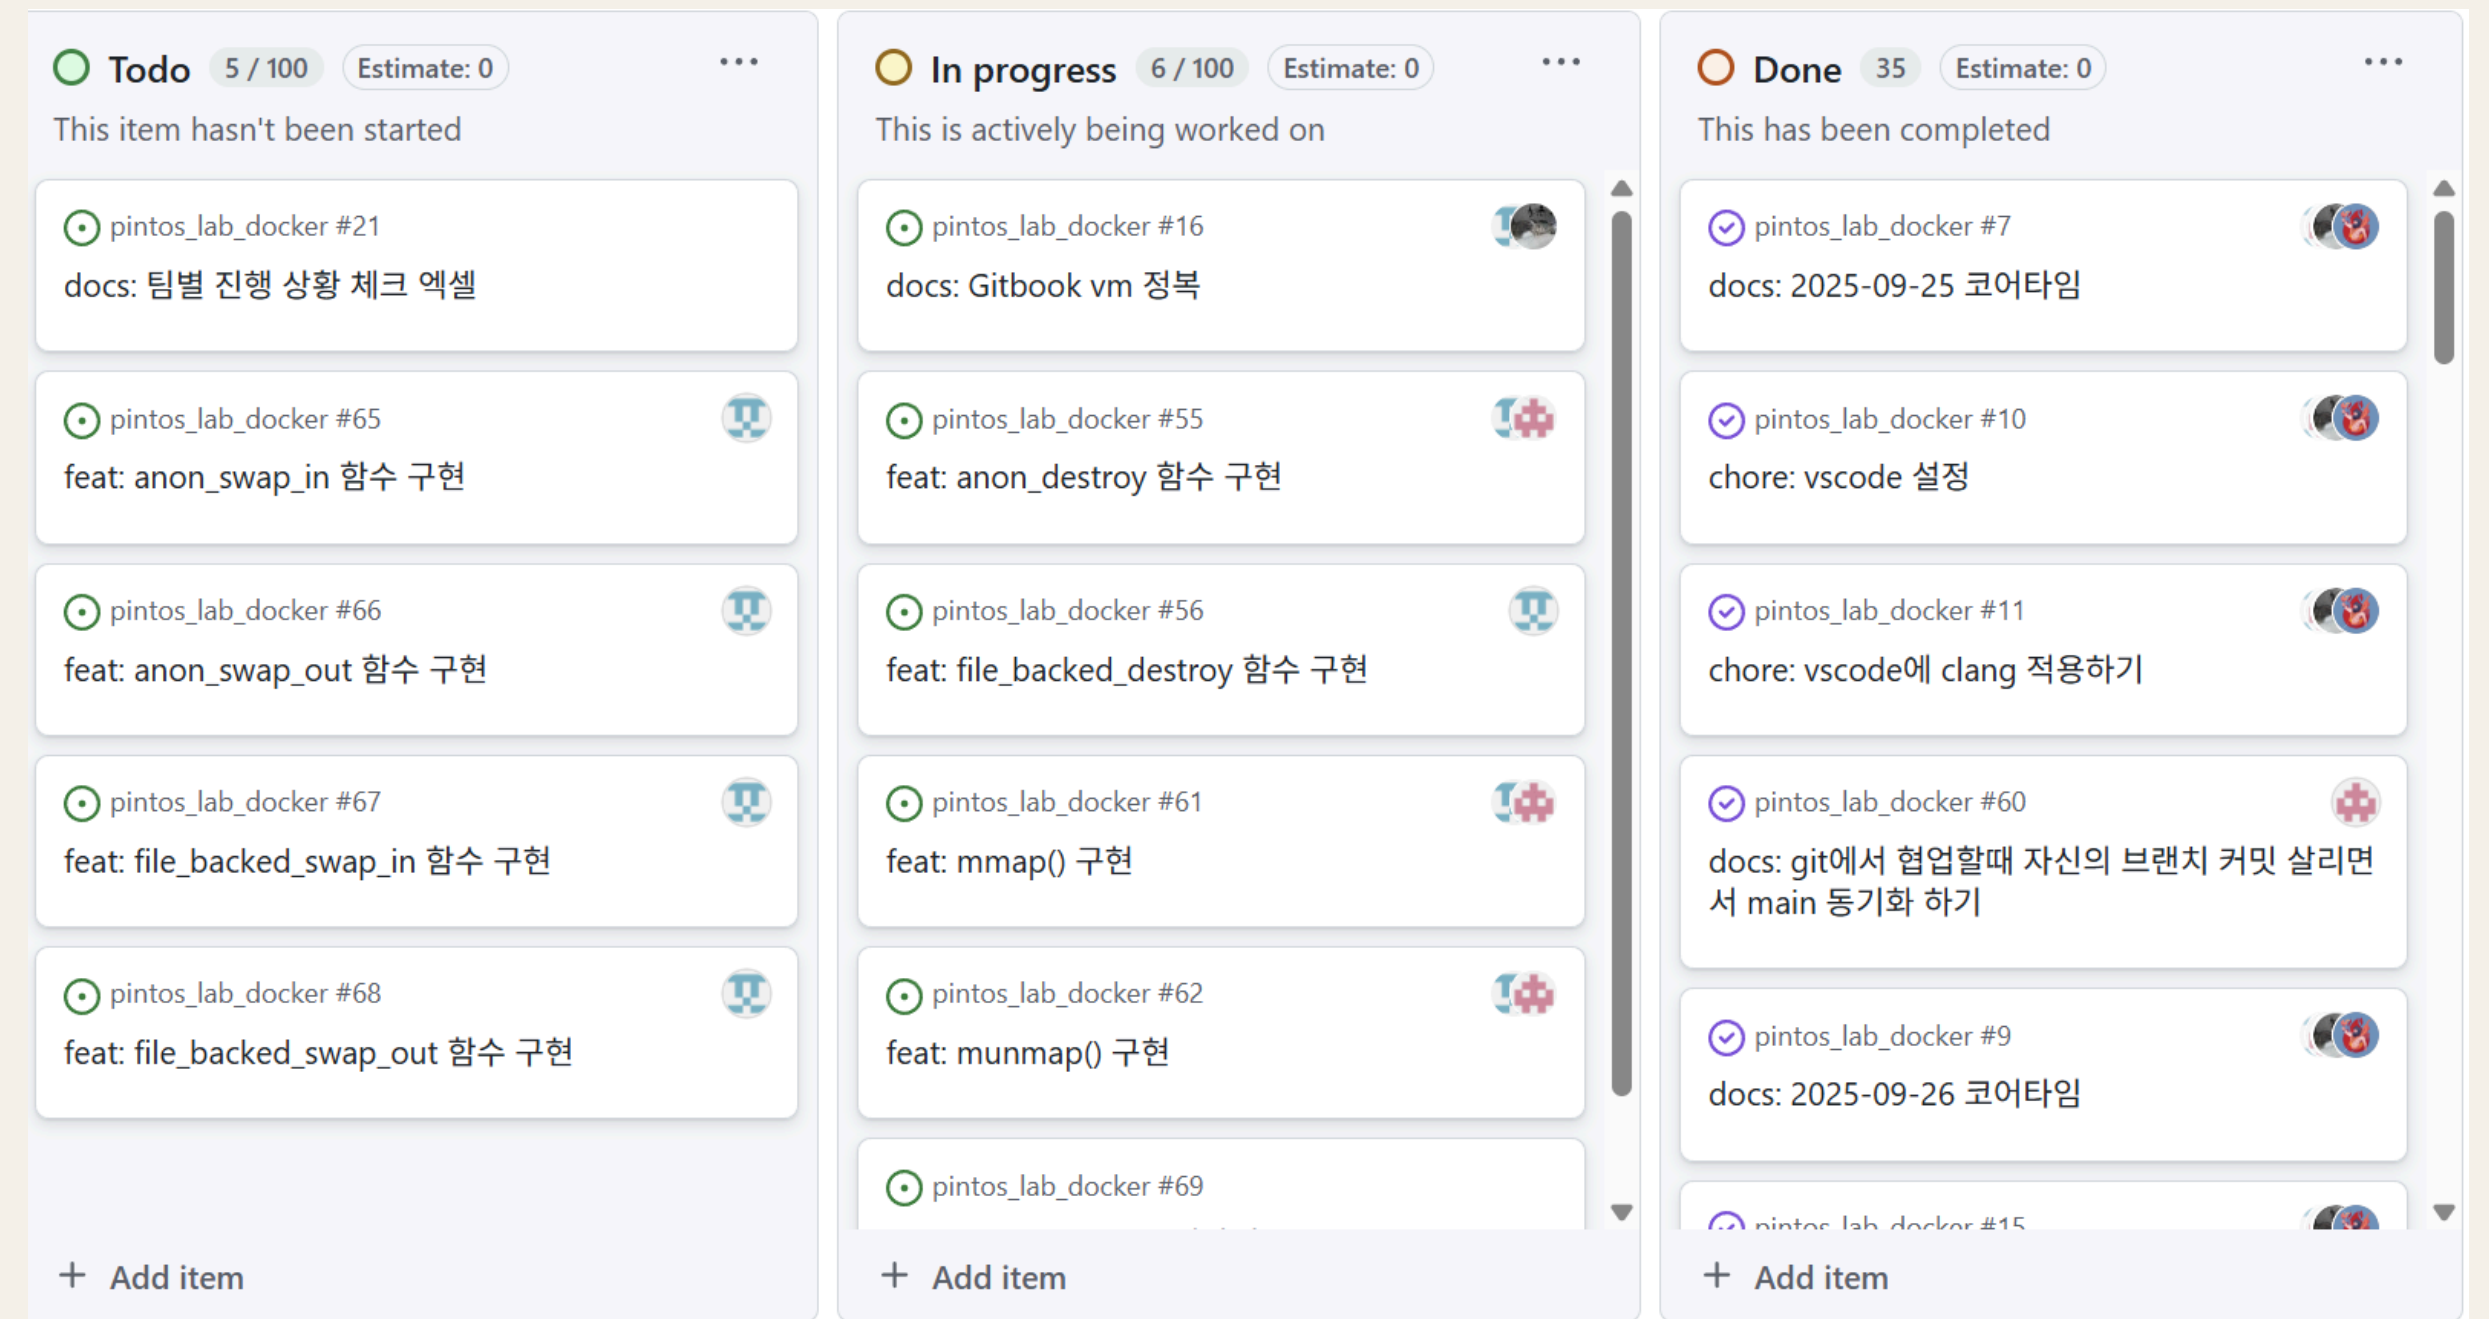 Todo 5 / 100 Estimate: 0
This item hasn't been started
pintos_lab_docker #21
docs: 팀별 진행 상황 체크 엑셀
pintos_lab_docker #65
feat: anon_swap_in 함수 구현
pintos_lab_docker #66
feat: anon_swap_out 함수 구현
pintos_lab_docker #67
feat: file_backed_swap_in 함수 구현
pintos_lab_docker #68
feat: file_backed_swap_out 함수 구현
Add item
In progress 6 / 100 Estimate: 0
This is actively being worked on
pintos_lab_docker #16
docs: Gitbook vm 정복
pintos_lab_docker #55
feat: anon_destroy 함수 구현
pintos_lab_docker #56
feat: file_backed_destroy 함수 구현
pintos_lab_docker #61
feat: mmap() 구현
pintos_lab_docker #62
feat: munmap() 구현
pintos_lab_docker #69
Add item
Done 35 Estimate: 0
This has been completed
pintos_lab_docker #7
docs: 2025-09-25 코어타임
pintos_lab_docker #10
chore: vscode 설정
pintos_lab_docker #11
chore: vscode에 clang 적용하기
pintos_lab_docker #60
docs: git에서 협업할때 자신의 브랜치 커밋 살리면
서 main 동기화 하기
pintos_lab_docker #9
docs: 2025-09-26 코어타임
pintos_lab_docker #15
Add item